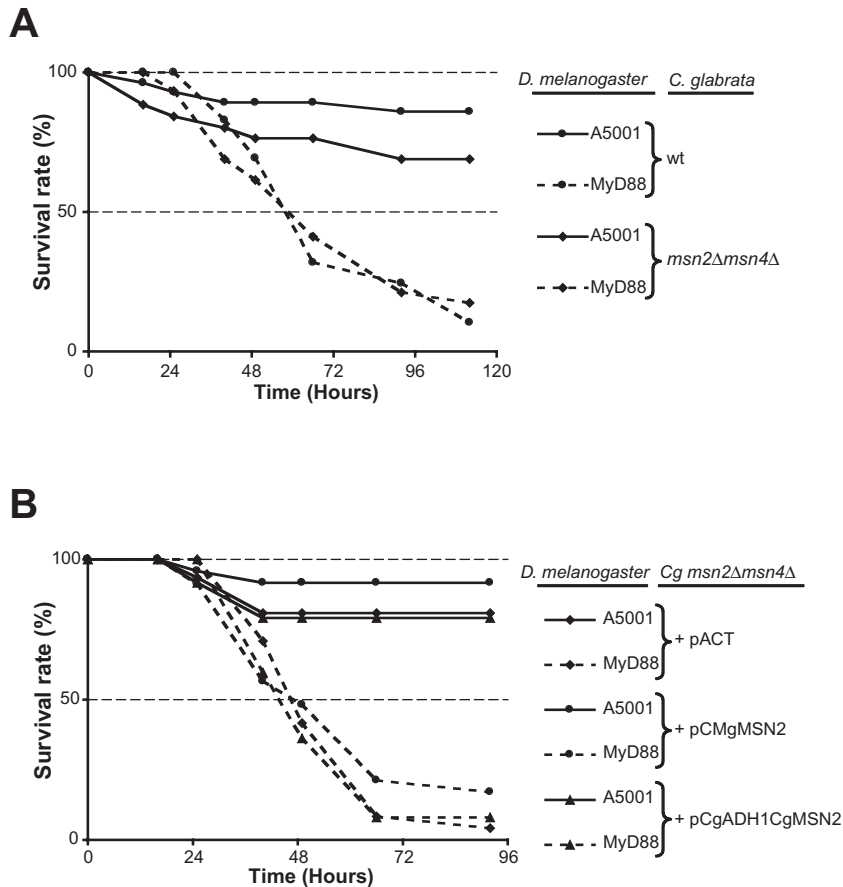 A
D. melanogaster C. glabrata
100
50
0
Survival rate (%)
0 24 48 72 96 120
Time (Hours)
A5001
MyD88
wt
A5001
MyD88
msn2Δmsn4Δ
B
D. melanogaster Cg msn2Δmsn4Δ
100
50
0
Survival rate (%)
0 24 48 72 96
Time (Hours)
A5001
MyD88
+ pACT
A5001
MyD88
+ pCMgMSN2
A5001
MyD88
+ pCgADH1CgMSN2